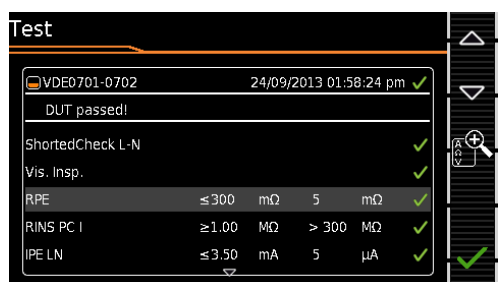 Test
VDE0701-0702 24/09/2013 01:58:24 pm
DUT passed!
ShortedCheck L-N
Vis. Insp.
RPE ≤300 mΩ 5 mΩ
RINS PC I ≥1.00 MΩ > 300 MΩ
IPE LN ≤3.50 mA 5 µA
A
Ω
V